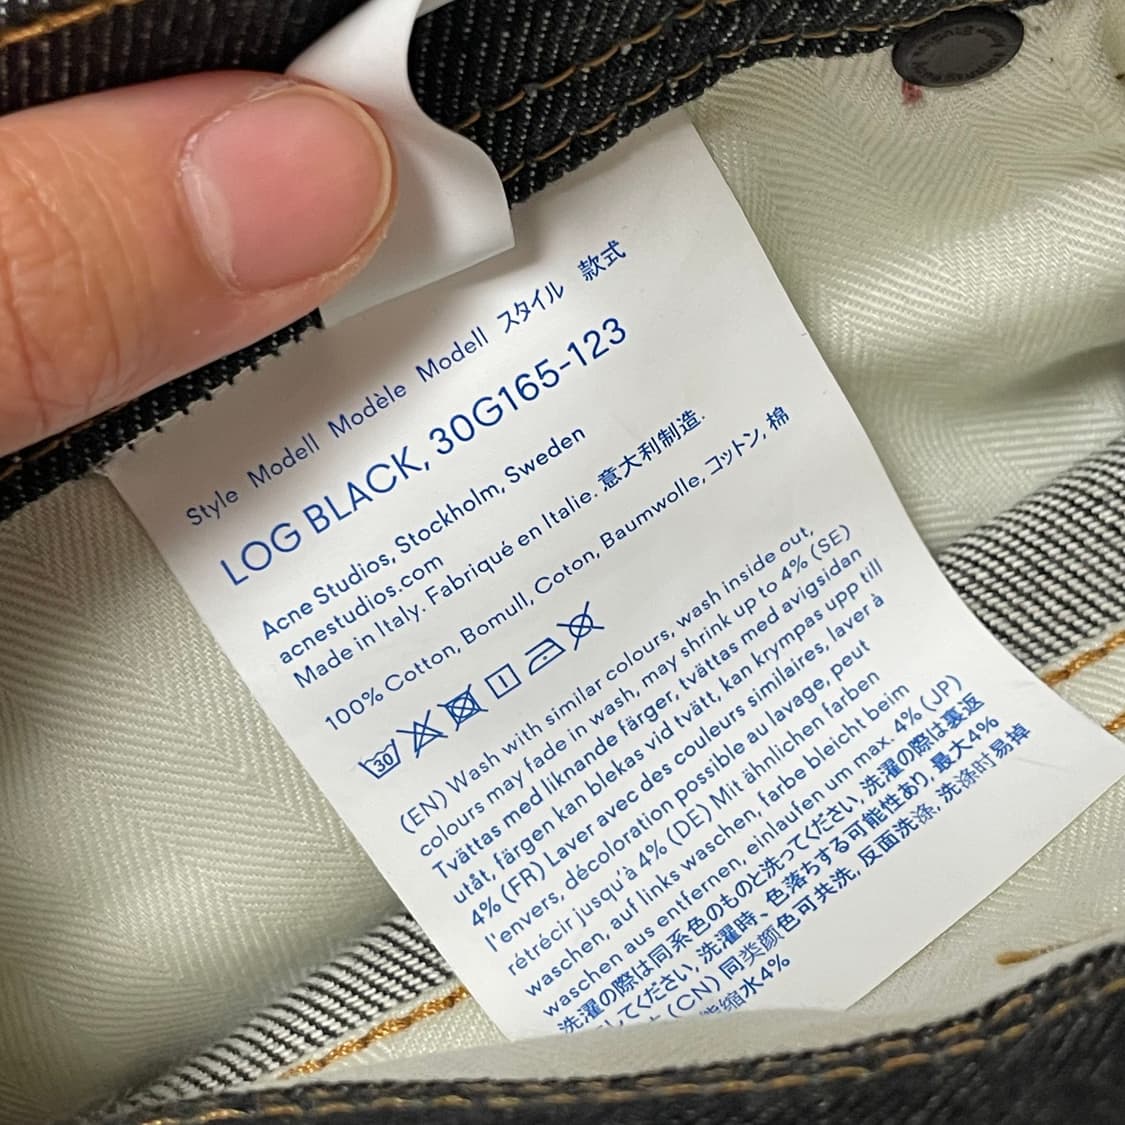 Style Modell Modèle Modell スタイル 款式
LOG BLACK, 30G165-123
Acne Studios, Stockholm, Sweden
acnestudios.com
Made in Italy. Fabriqué en Italie. 意大利制造.
100% Cotton, Bomull, Coton, Baumwolle, コットン, 棉
30
(EN) Wash with similar colours, wash inside out,
colours may fade in wash, may shrink up to 4% (SE)
Tvättas med liknande färger, tvättas med avigsidan
utåt, färgen kan blekas vid tvätt, kan krympas upp till
4% (FR) Laver avec des couleurs similaires, laver à
l'envers, décoloration possible au lavage, peut
rétrécir jusqu'à 4% (DE) Mit ähnlichen farben
waschen, auf links waschen, farbe bleicht beim
waschen aus entfernen, einlaufen um max. 4% (JP)
洗濯の際は同系色のものと洗ってください, 洗濯の際は裏返
してください, 洗濯時、色落ちする可能性あり, 最大4%
(CN) 同类颜色可共洗, 反面洗涤, 洗涤时易掉
能缩水4%